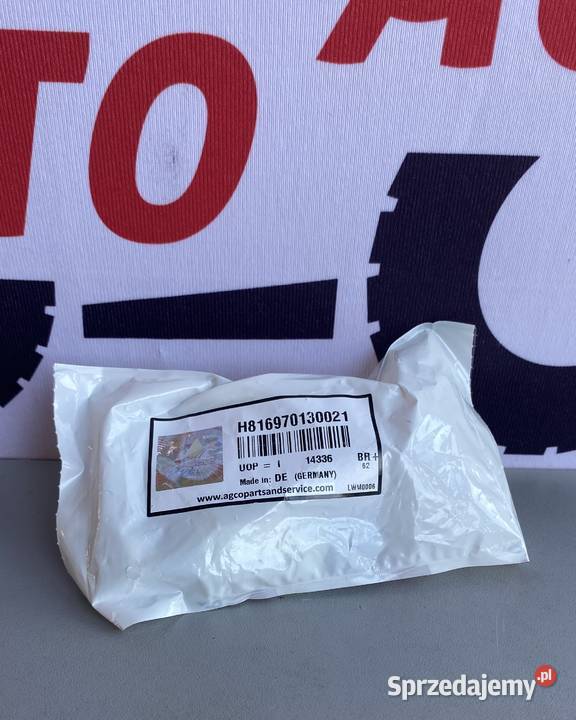 TO
H816970130021
UOP = 1 14336 BR+
62
Made in: DE (GERMANY)
www.agcopartsandservice.com LWM0006
Sprzedajemy.pl